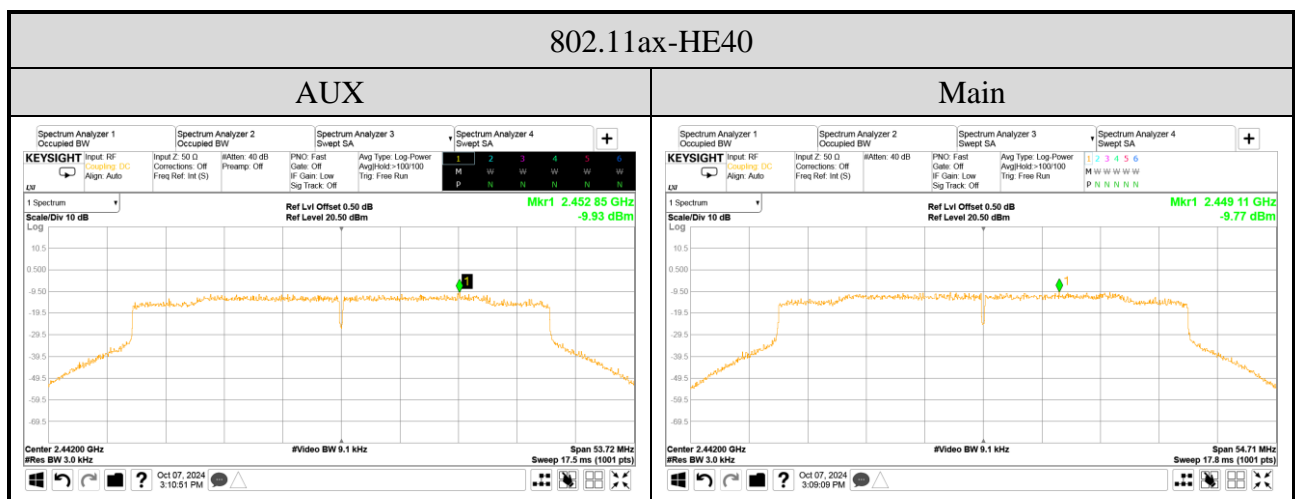 802.11ax-HE40
AUX
Main
Spectrum Analyzer 1
Occupied BW
Spectrum Analyzer 2
Occupied BW
Spectrum Analyzer 3
Swept SA
Spectrum Analyzer 4
Swept SA
+
KEYSIGHT
LXI
Input: RF
Coupling: DC
Align: Auto
Input Z: 50 Ω
Corrections: Off
Freq Ref: Int (S)
#Atten: 40 dB
Preamp: Off
PNO: Fast
Gate: Off
IF Gain: Low
Sig Track: Off
Avg Type: Log-Power
Avg|Hold:>100/100
Trig: Free Run
1 2 3 4 5 6
M W W W W W
P N N N N N
1 Spectrum
Scale/Div 10 dB
Log
Ref Lvl Offset 0.50 dB
Ref Level 20.50 dBm
Mkr1 2.452 85 GHz
-9.93 dBm
10.5
0.500
-9.50
-19.5
-29.5
-39.5
-49.5
-59.5
-69.5
1
Center 2.44200 GHz
#Res BW 3.0 kHz
#Video BW 9.1 kHz
Span 53.72 MHz
Sweep 17.5 ms (1001 pts)
?
Oct 07, 2024
3:10:51 PM
Spectrum Analyzer 1
Occupied BW
Spectrum Analyzer 2
Occupied BW
Spectrum Analyzer 3
Swept SA
Spectrum Analyzer 4
Swept SA
+
KEYSIGHT
LXI
Input: RF
Coupling: DC
Align: Auto
Input Z: 50 Ω
Corrections: Off
Freq Ref: Int (S)
#Atten: 40 dB
PNO: Fast
Gate: Off
IF Gain: Low
Sig Track: Off
Avg Type: Log-Power
Avg|Hold:>100/100
Trig: Free Run
1 2 3 4 5 6
M W W W W W
P N N N N N
1 Spectrum
Scale/Div 10 dB
Log
Ref Lvl Offset 0.50 dB
Ref Level 20.50 dBm
Mkr1 2.449 11 GHz
-9.77 dBm
10.5
0.500
-9.50
-19.5
-29.5
-39.5
-49.5
-59.5
-69.5
1
Center 2.44200 GHz
#Res BW 3.0 kHz
#Video BW 9.1 kHz
Span 54.71 MHz
Sweep 17.8 ms (1001 pts)
?
Oct 07, 2024
3:09:09 PM